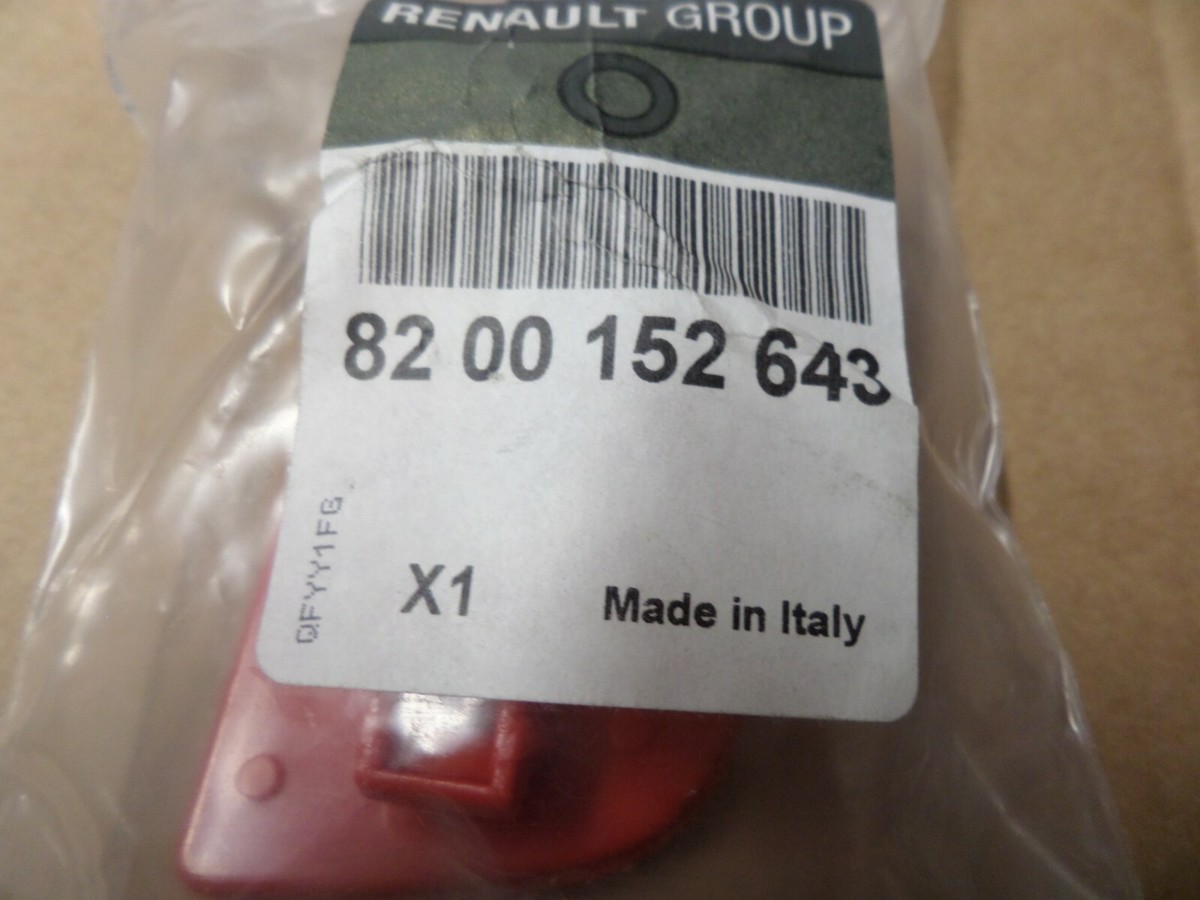 RENAULT GROUP
82 00 152 643
QFYY1FG
X1
Made in Italy